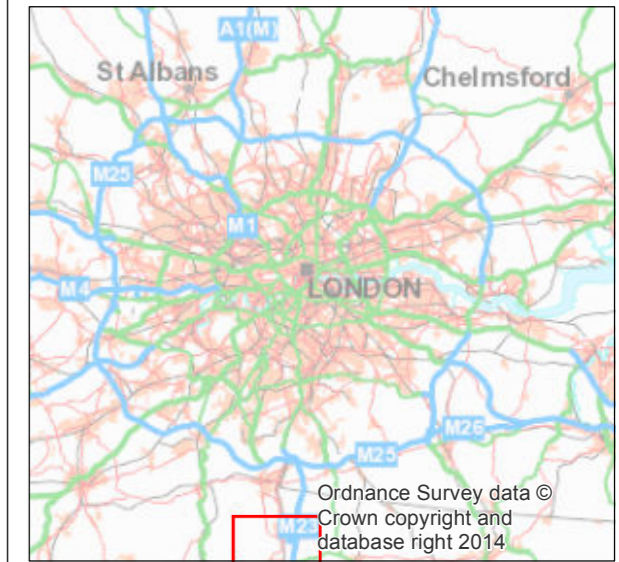 A1(M)
St Albans
Chelmsford
M25
M1
M4
LONDON
M26
M25
Ordnance Survey data ©
M23
Crown copyright and
database right 2014